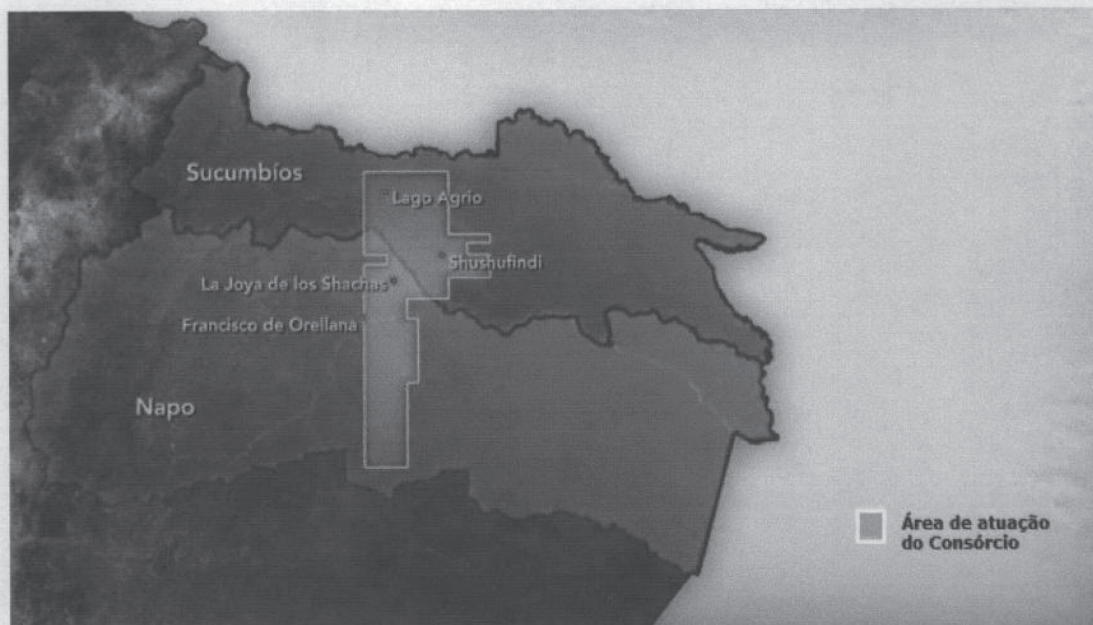 Sucumbíos
Lago Agrio
Shushufindi
La Joya de los Shachas
Francisco de Orellana
Napo
Área de atuação
do Consórcio